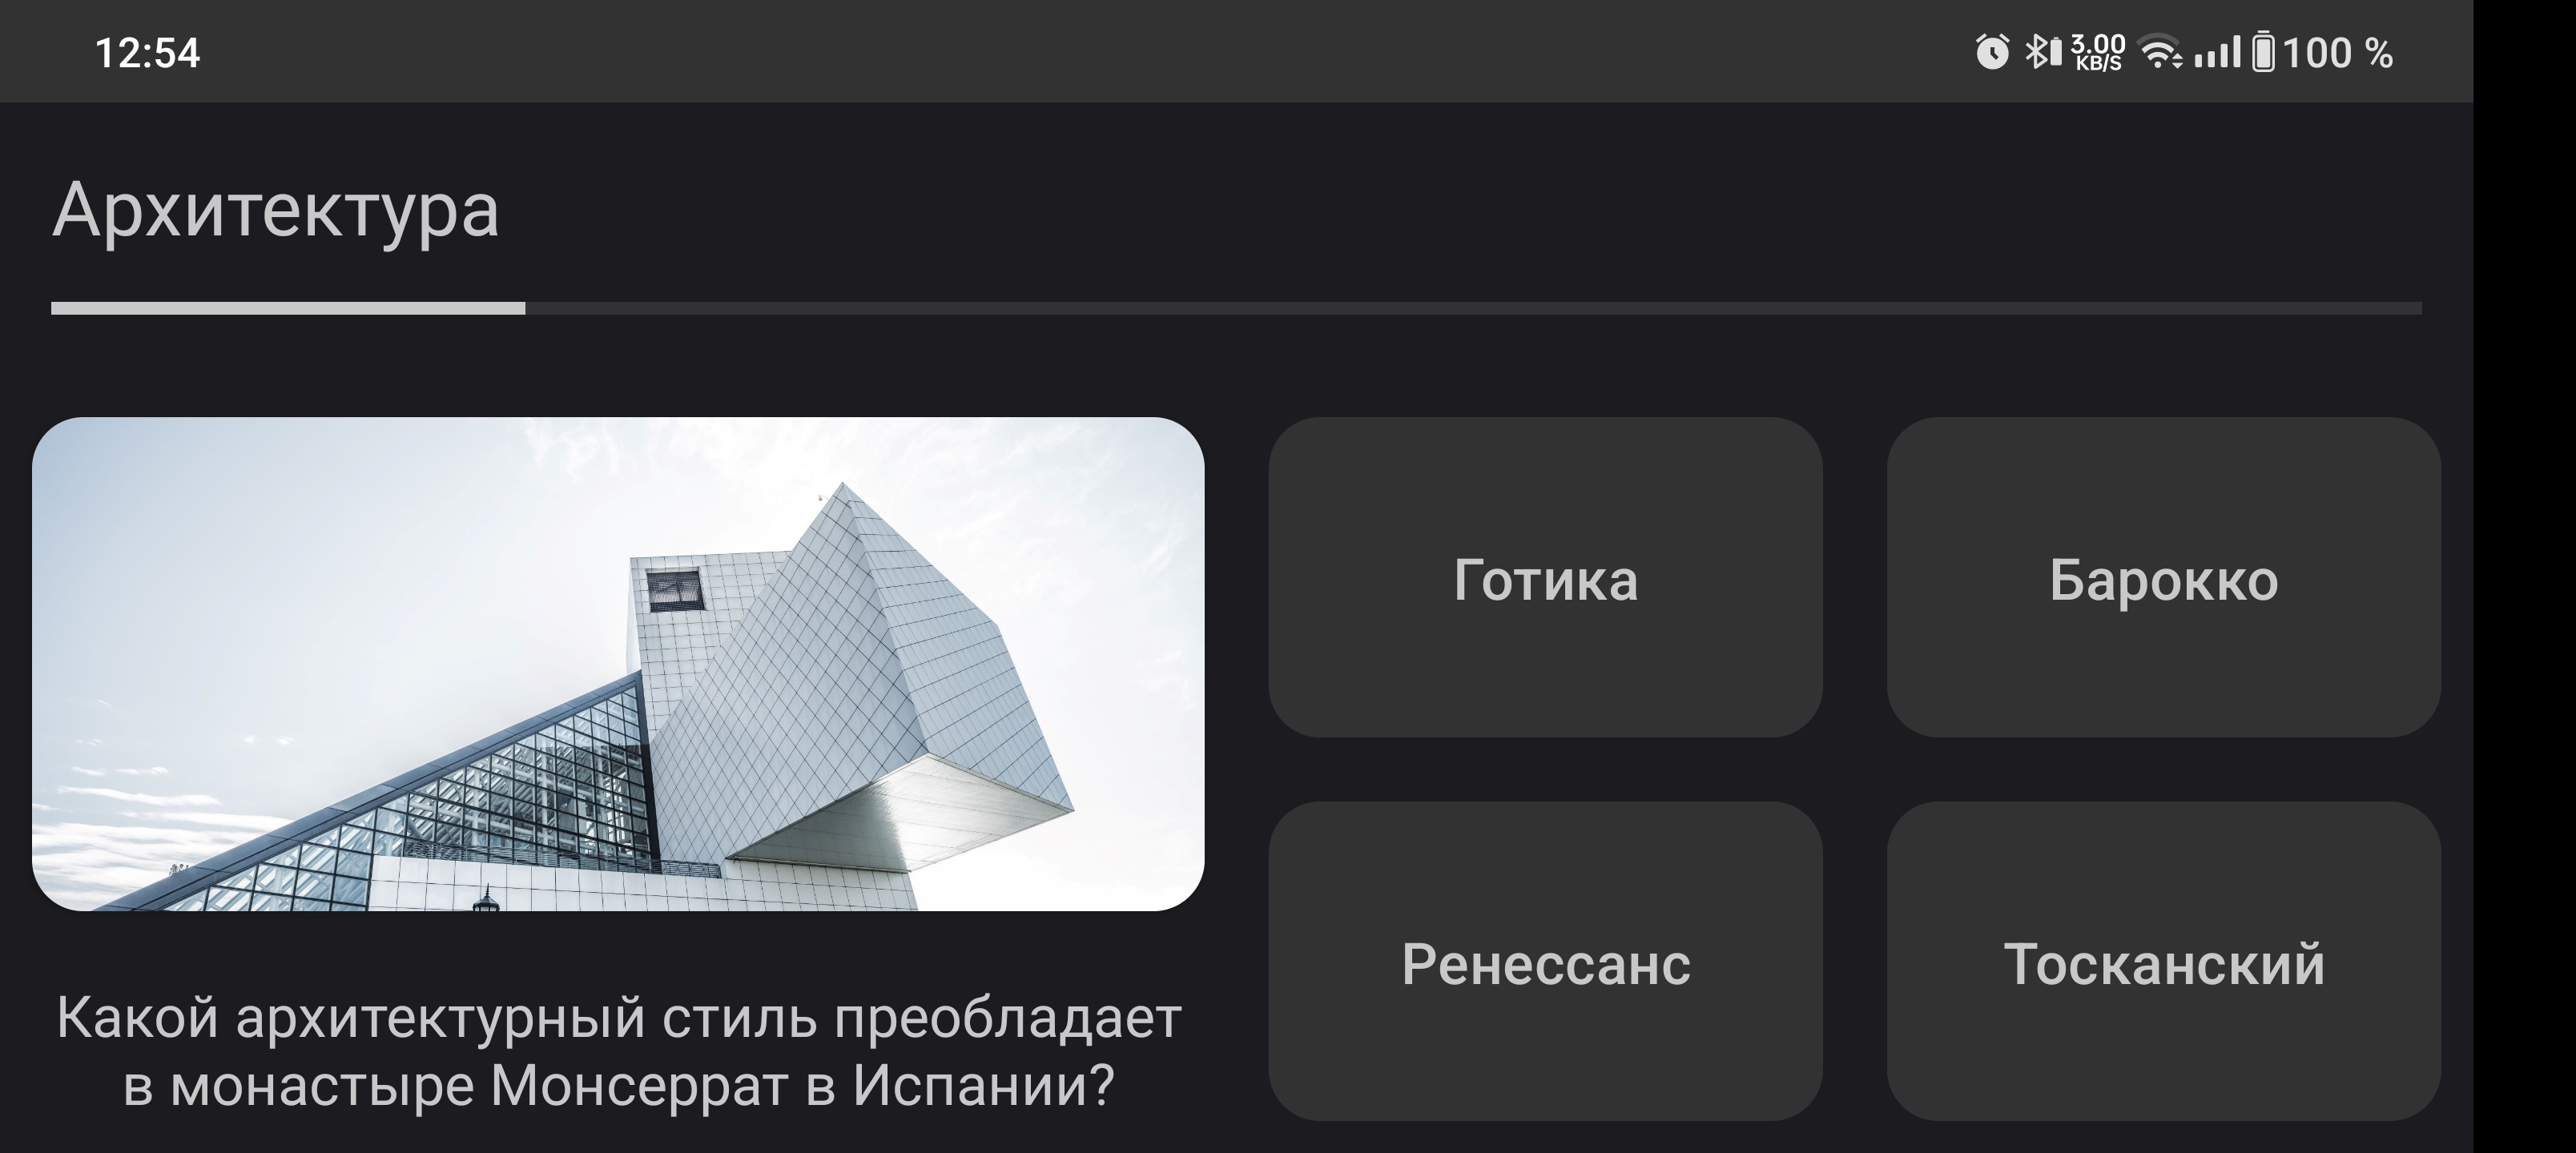 12:54
3.00
KB/S
100 %
Архитектура
Готика
Барокко
Ренессанс
Тосканский
Какой архитектурный стиль преобладает
в монастыре Монсеррат в Испании?